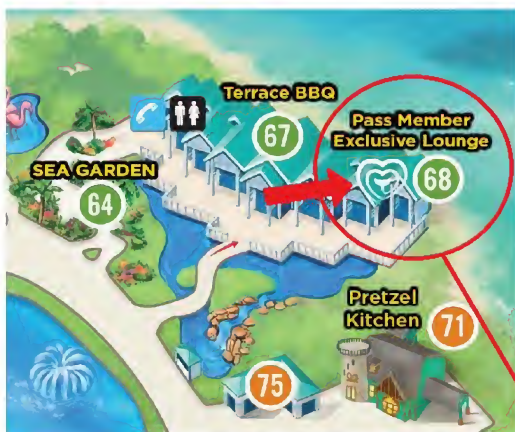 Terrace BBQ
67
Pass Member
Exclusive Lounge
68
SEA GARDEN
64
Pretzel
Kitchen
71
75